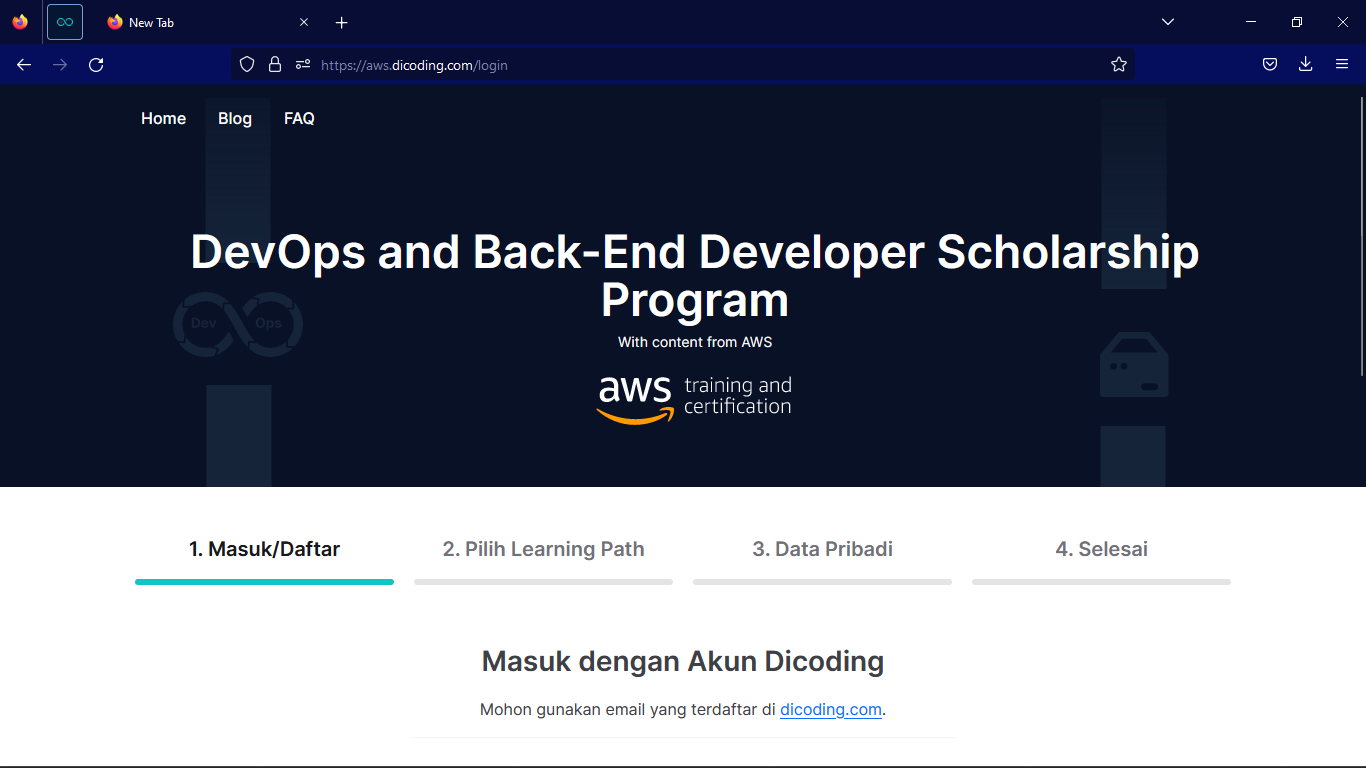 New Tab
https://aws.dicoding.com/login
Home Blog FAQ
DevOps and Back-End Developer Scholarship
Program
With content from AWS
aws training and
certification
Dev Ops
1. Masuk/Daftar 2. Pilih Learning Path 3. Data Pribadi 4. Selesai
Masuk dengan Akun Dicoding
Mohon gunakan email yang terdaftar di dicoding.com.